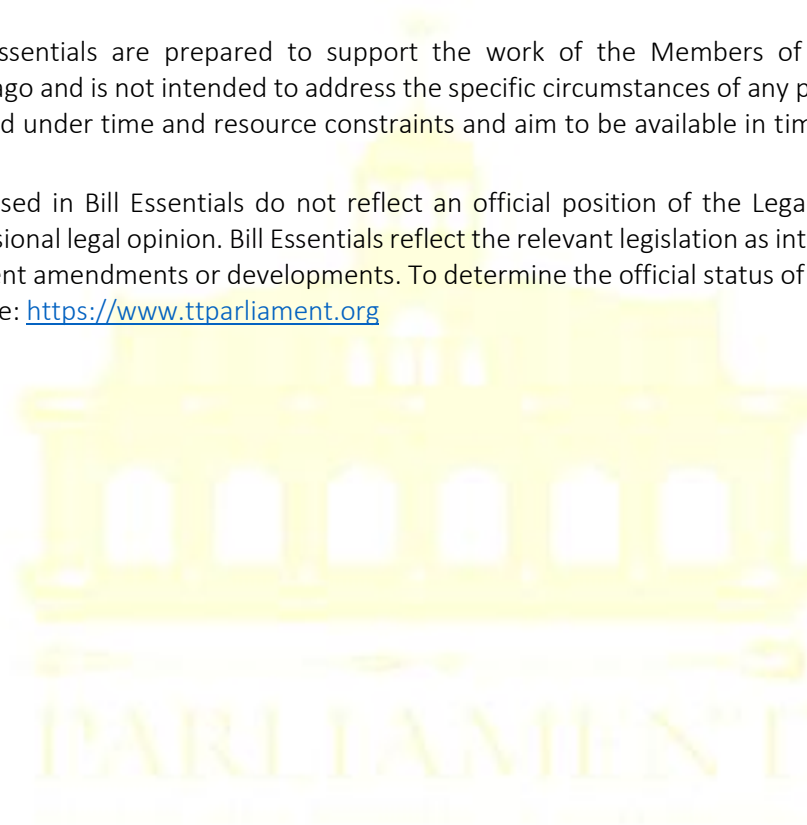 ssentials are prepared to support the work of the Members of
ago and is not intended to address the specific circumstances of any p
d under time and resource constraints and aim to be available in tim
sed in Bill Essentials do not reflect an official position of the Lega
sional legal opinion. Bill Essentials reflect the relevant legislation as int
ent amendments or developments. To determine the official status of
e: https://www.ttparliament.org
PARLIAMENT